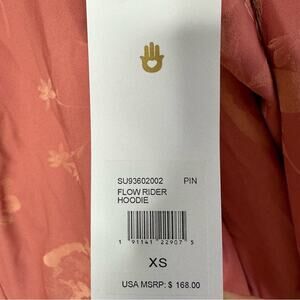 SU93602002 PIN
FLOW RIDER
HOODIE
1 91141 22907 5
XS
USA MSRP: $ 168.00